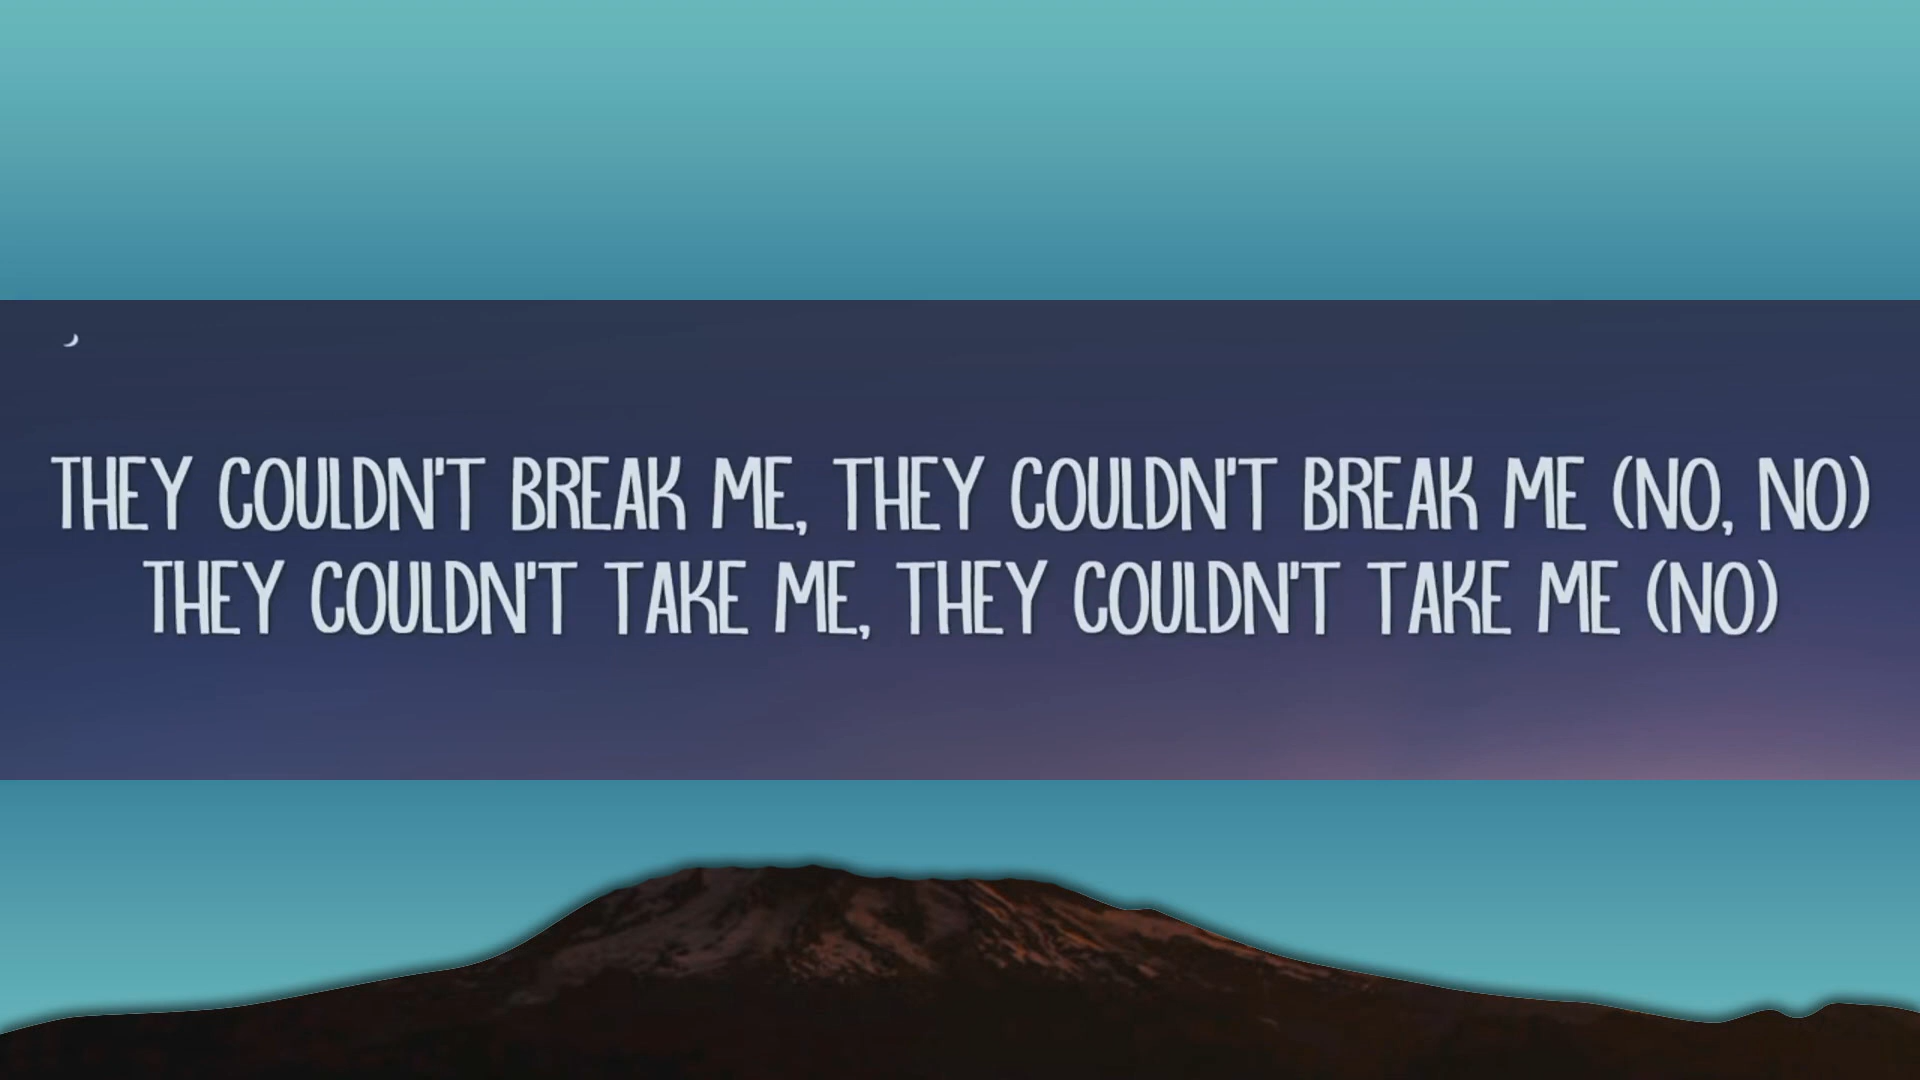 THEY COULDN'T BREAK ME, THEY COULDN'T BREAK ME (NO, NO)
THEY COULDN'T TAKE ME, THEY COULDN'T TAKE ME (NO)